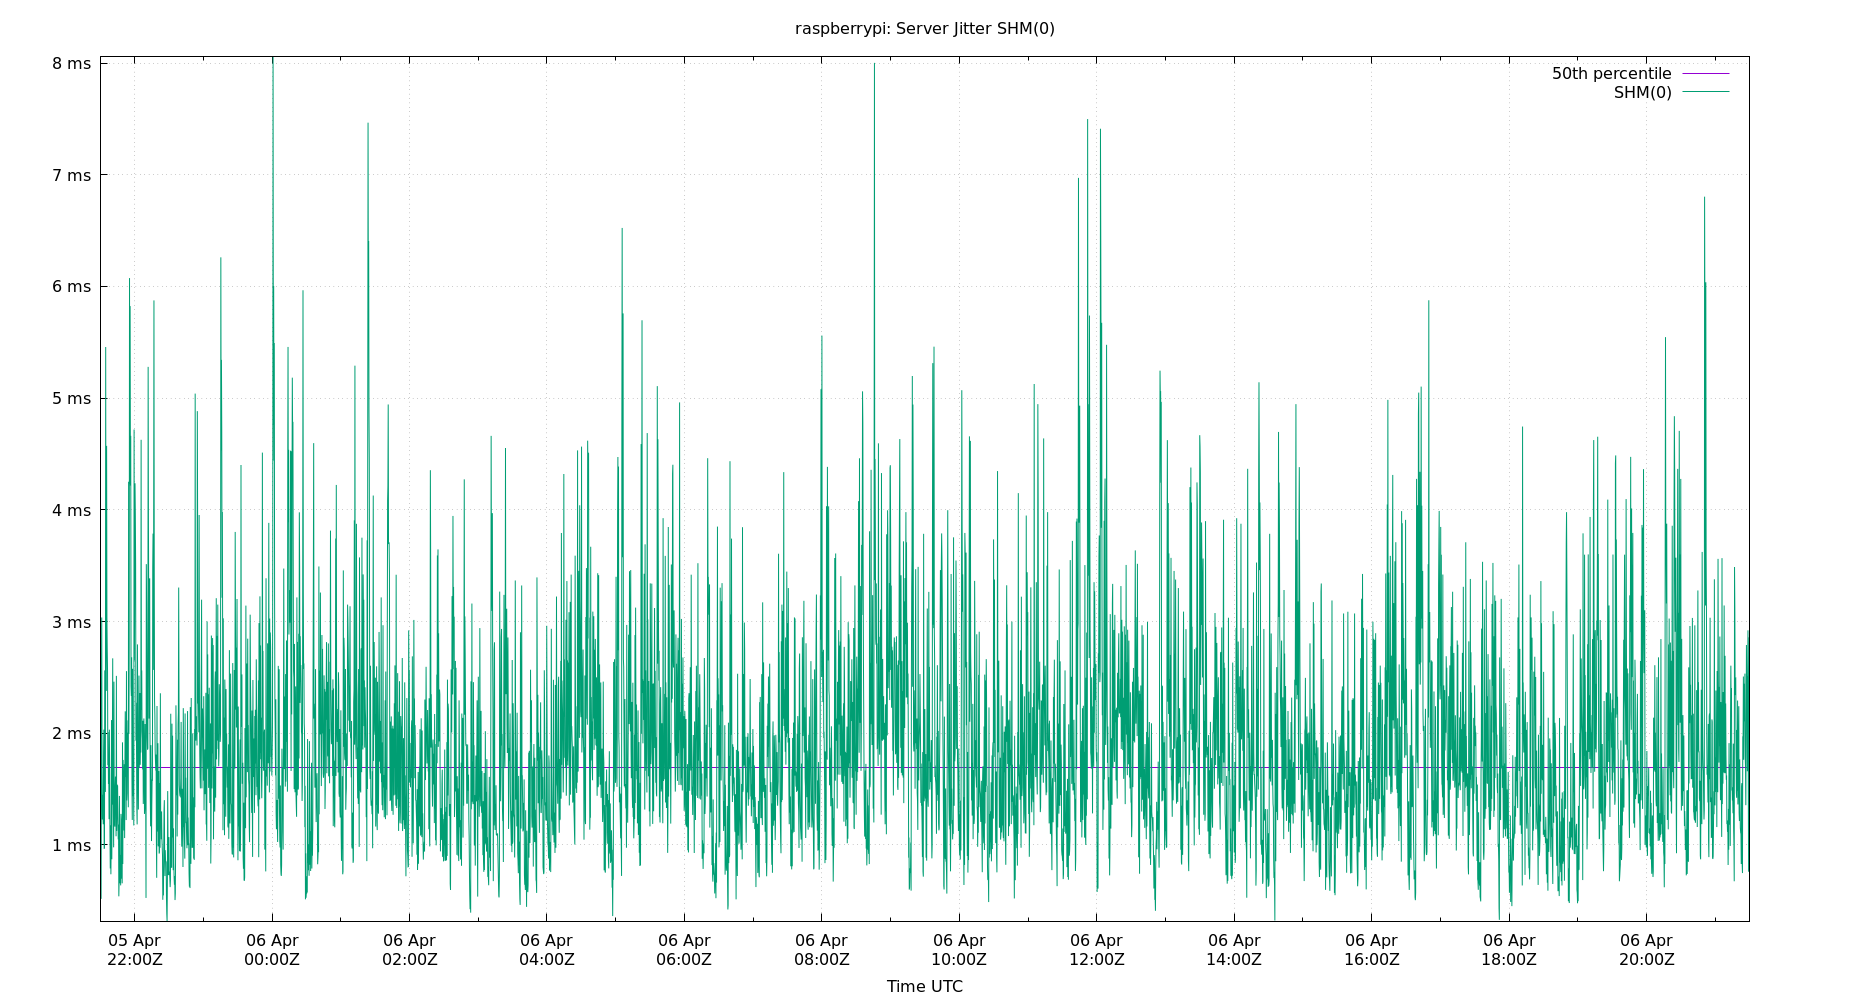 raspberrypi: Server Jitter SHM(0)
8 ms
7 ms
6 ms
5 ms
4 ms
3 ms
2 ms
1 ms
50th percentile
SHM(0)
05 Apr 06 Apr 06 Apr 06 Apr 06 Apr 06 Apr 06 Apr 06 Apr 06 Apr 06 Apr 06 Apr 06 Apr
22:00Z 00:00Z 02:00Z 04:00Z 06:00Z 08:00Z 10:00Z 12:00Z 14:00Z 16:00Z 18:00Z 20:00Z
Time UTC